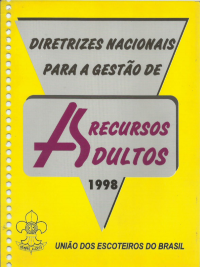 DIRETRIZES NACIONAIS
PARA A GESTÃO DE
RECURSOS
ADULTOS
1998
UNIÃO DOS ESCOTEIROS DO BRASIL